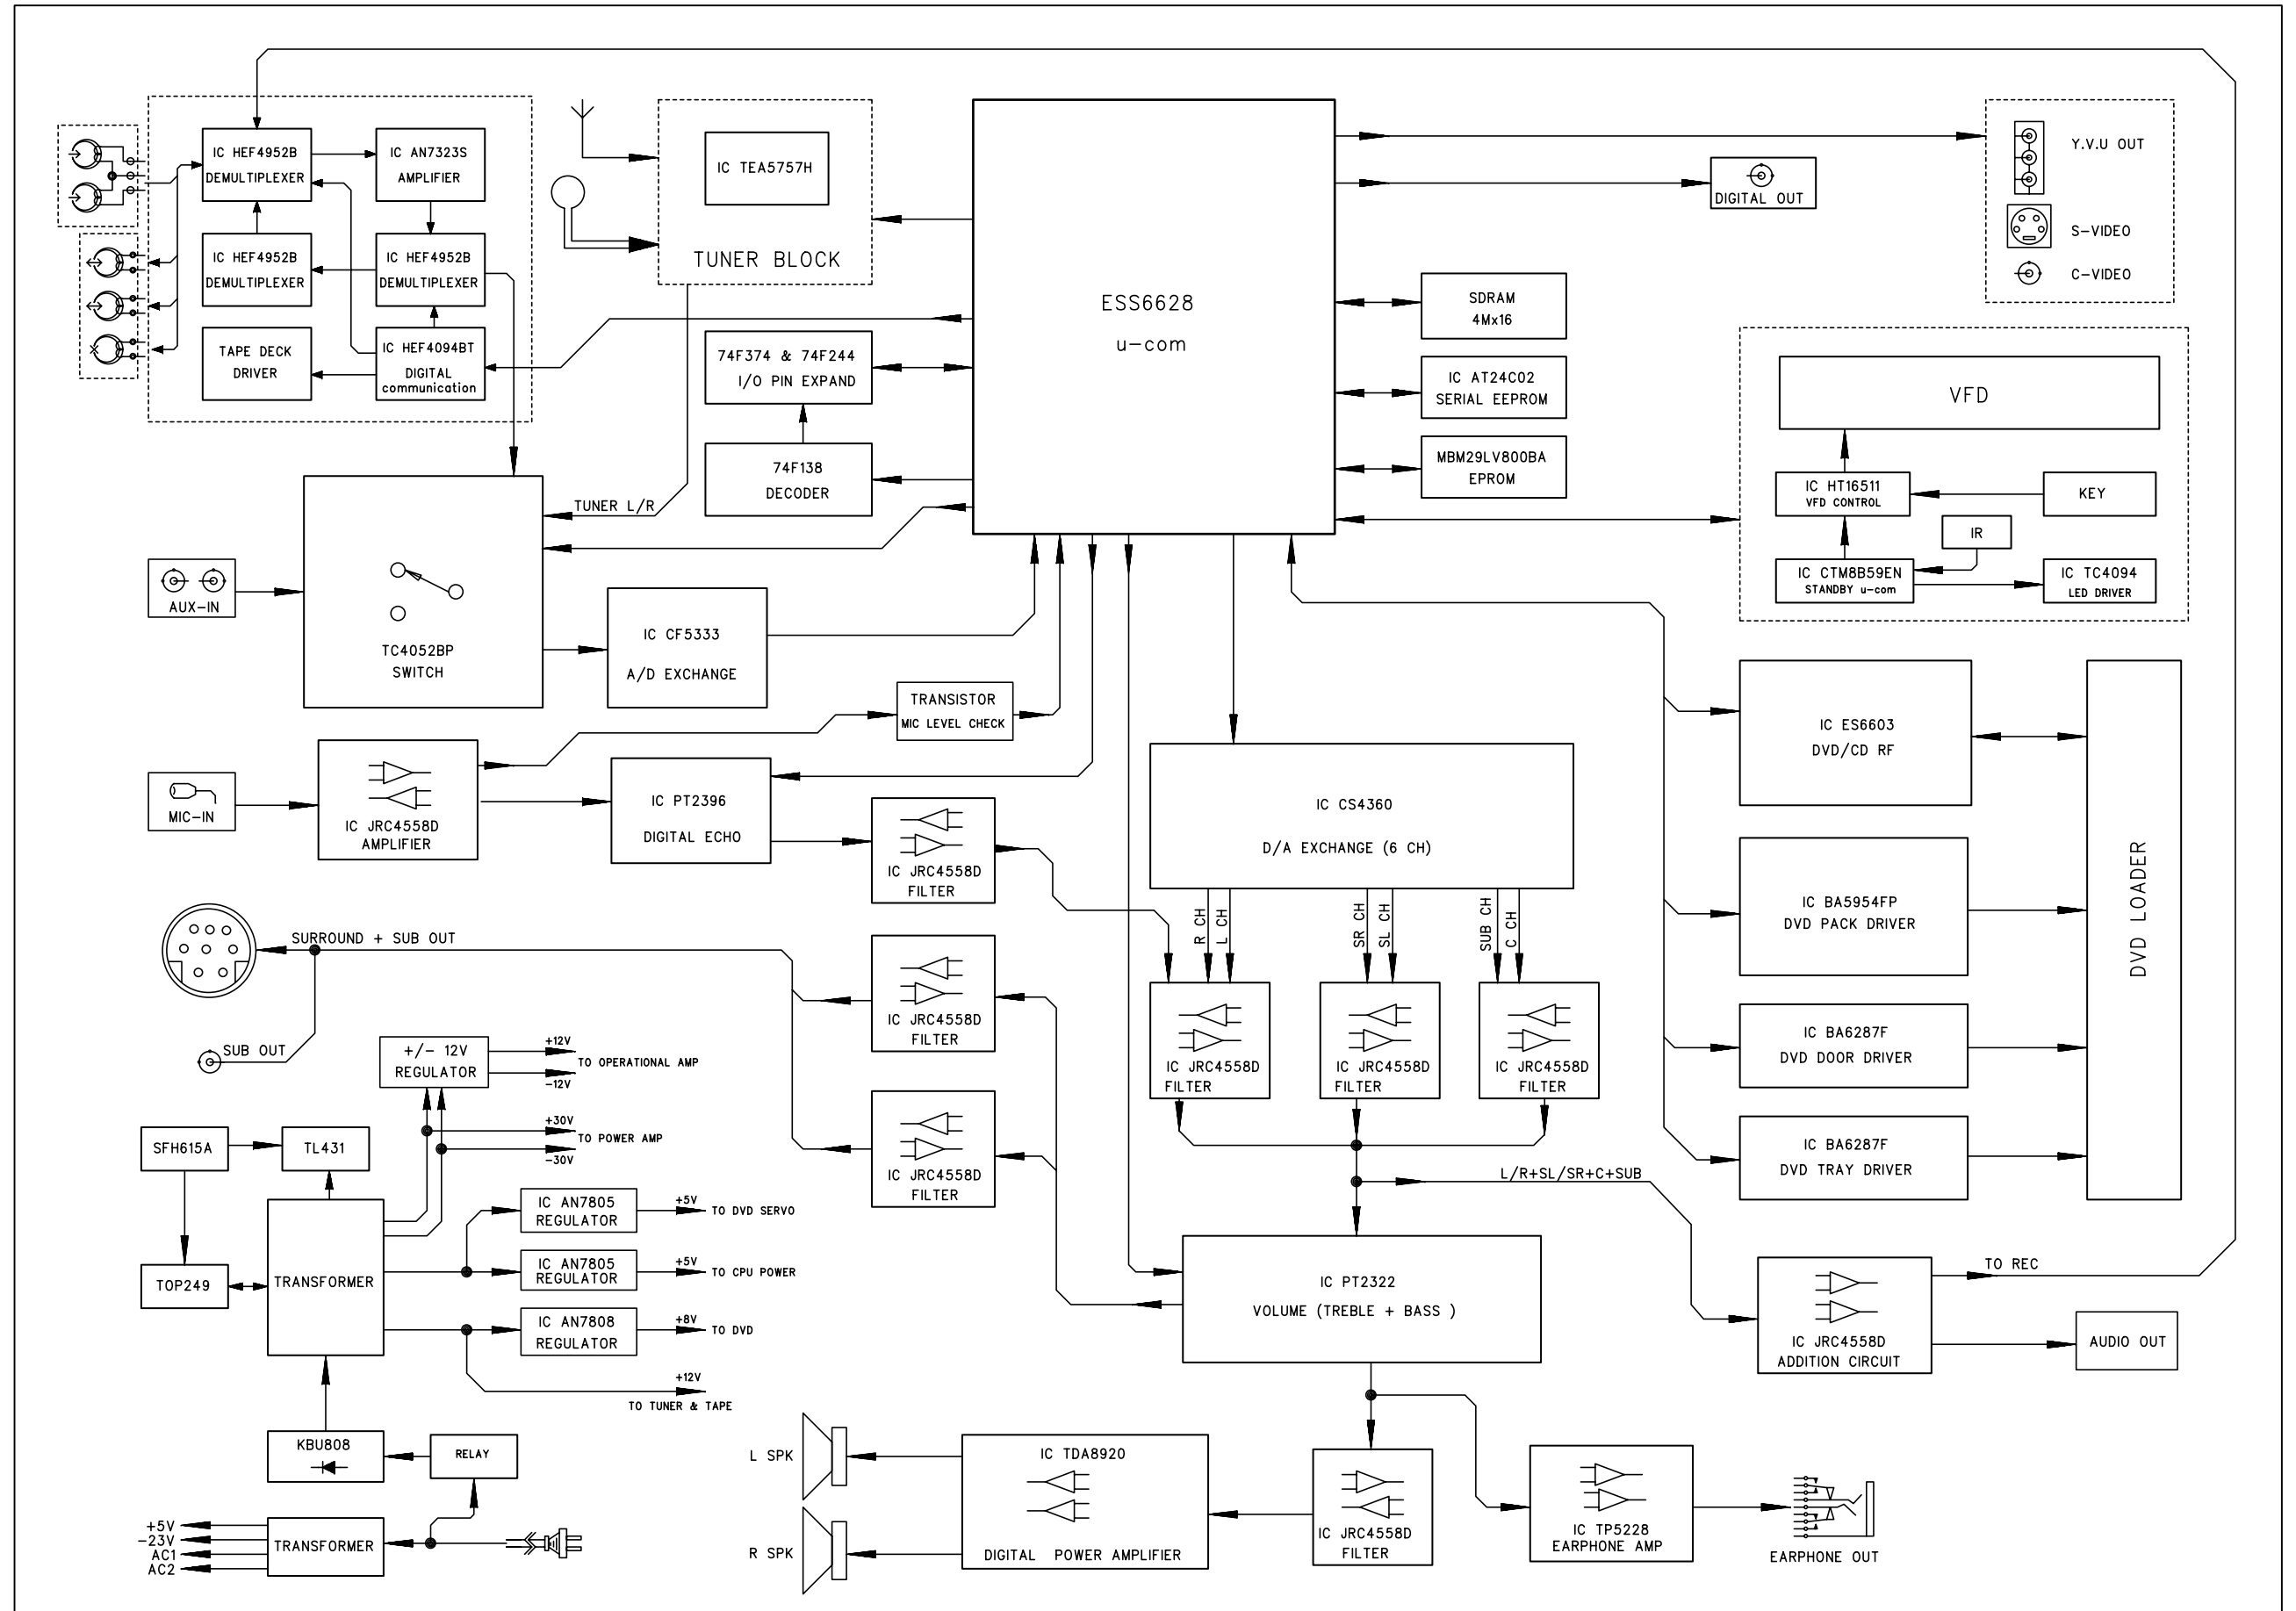 IC HEF4952B
DEMULTIPLEXER
IC AN7323S
AMPLIFIER
IC HEF4952B
DEMULTIPLEXER
IC HEF4952B
DEMULTIPLEXER
TAPE DECK
DRIVER
IC HEF4094BT
DIGITAL
communication
IC TEA5757H
TUNER BLOCK
ESS6628
u-com
DIGITAL OUT
Y.V.U OUT
S-VIDEO
C-VIDEO
74F374 & 74F244
I/O PIN EXPAND
74F138
DECODER
SDRAM
4Mx16
IC AT24C02
SERIAL EEPROM
MBM29LV800BA
EPROM
VFD
IC HT16511
VFD CONTROL
KEY
IR
IC CTM8B59EN
STANDBY u-com
IC TC4094
LED DRIVER
TUNER L/R
AUX-IN
TC4052BP
SWITCH
IC CF5333
A/D EXCHANGE
TRANSISTOR
MIC LEVEL CHECK
MIC-IN
IC JRC4558D
AMPLIFIER
IC PT2396
DIGITAL ECHO
IC JRC4558D
FILTER
IC CS4360
D/A EXCHANGE (6 CH)
R CH
L CH
SR CH
SL CH
SUB CH
C CH
IC ES6603
DVD/CD RF
IC BA5954FP
DVD PACK DRIVER
IC BA6287F
DVD DOOR DRIVER
IC BA6287F
DVD TRAY DRIVER
DVD LOADER
SURROUND + SUB OUT
SUB OUT
IC JRC4558D
FILTER
IC JRC4558D
FILTER
IC JRC4558D
FILTER
IC JRC4558D
FILTER
IC JRC4558D
FILTER
+/- 12V
REGULATOR
+12V
TO OPERATIONAL AMP
-12V
+30V
TO POWER AMP
-30V
SFH615A
TL431
TOP249
TRANSFORMER
IC AN7805
REGULATOR
+5V
TO DVD SERVO
IC AN7805
REGULATOR
+5V
TO CPU POWER
IC AN7808
REGULATOR
+8V
TO DVD
+12V
TO TUNER & TAPE
L/R+SL/SR+C+SUB
IC PT2322
VOLUME (TREBLE + BASS )
TO REC
IC JRC4558D
ADDITION CIRCUIT
AUDIO OUT
KBU808
RELAY
+5V
-23V
AC1
AC2
TRANSFORMER
L SPK
R SPK
IC TDA8920
DIGITAL POWER AMPLIFIER
IC JRC4558D
FILTER
IC TP5228
EARPHONE AMP
EARPHONE OUT